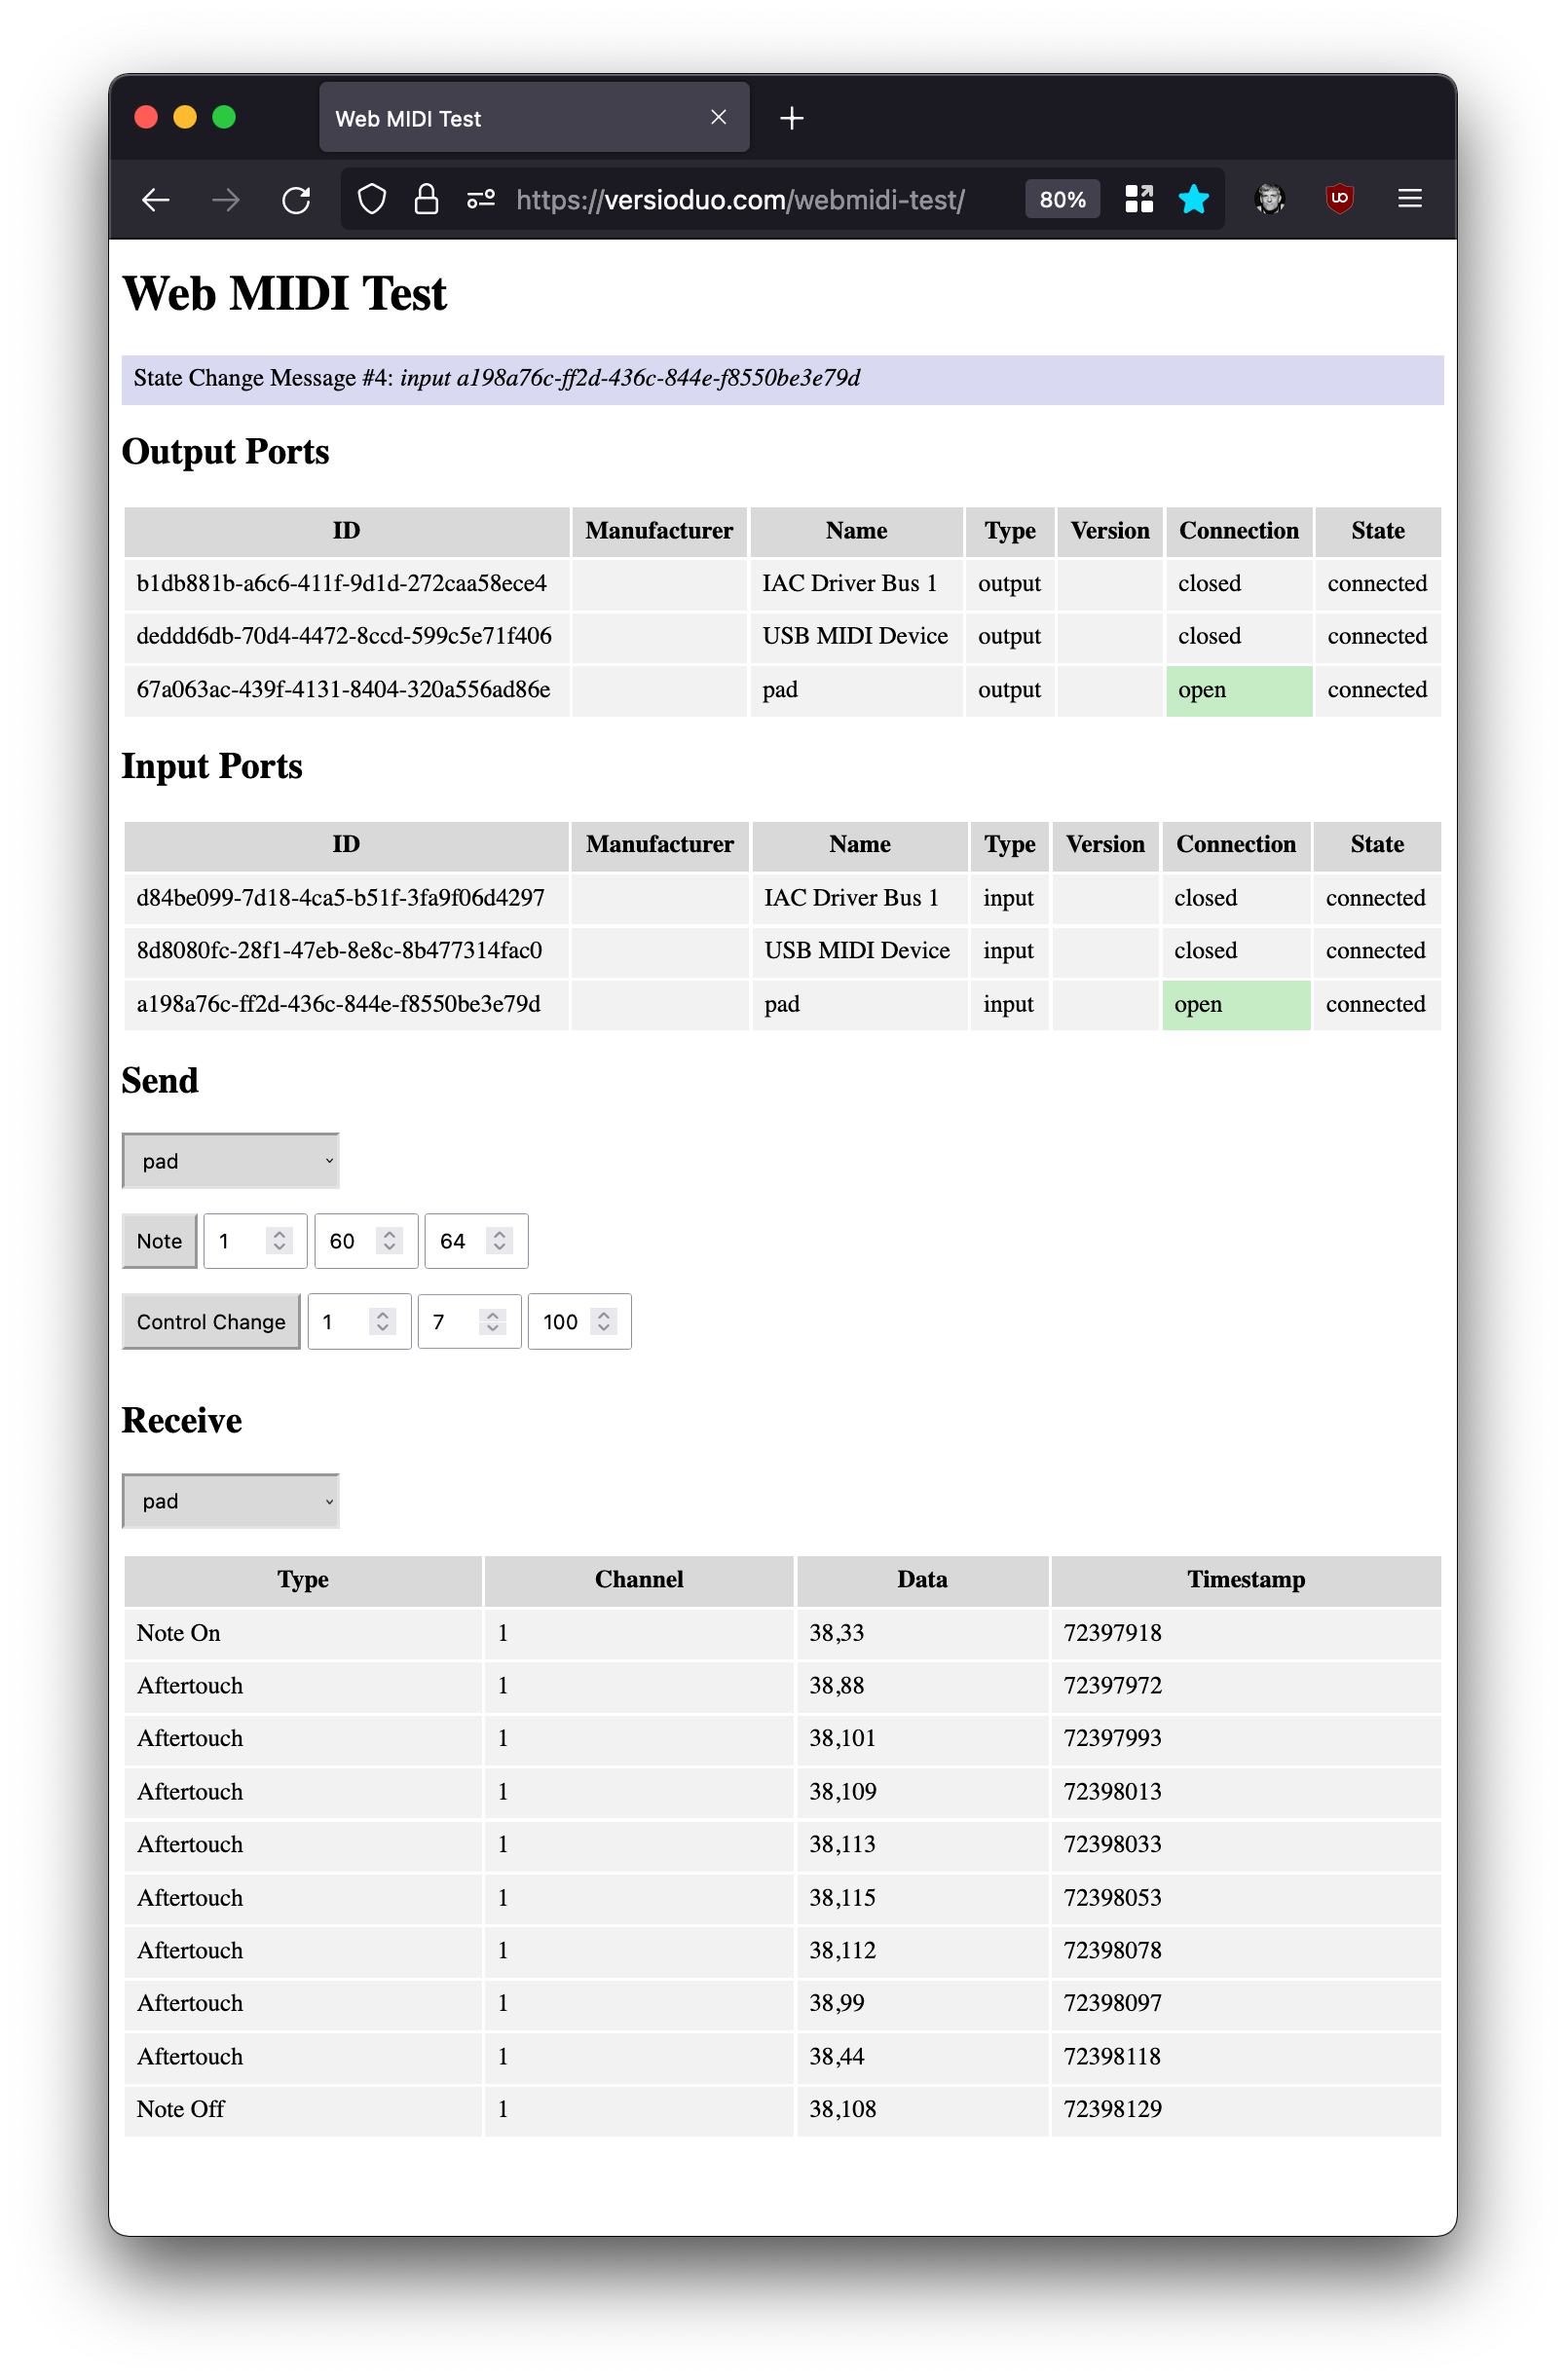 Web MIDI Test
https://versioduo.com/webmidi-test/ 80%
Web MIDI Test
State Change Message #4: input a198a76c-ff2d-436c-844e-f8550be3e79d
Output Ports
ID Manufacturer Name Type Version Connection State
b1db881b-a6c6-411f-9d1d-272caa58ece4 IAC Driver Bus 1 output closed connected
deddd6db-70d4-4472-8ccd-599c5e71f406 USB MIDI Device output closed connected
67a063ac-439f-4131-8404-320a556ad86e pad output open connected
Input Ports
ID Manufacturer Name Type Version Connection State
d84be099-7d18-4ca5-b51f-3fa9f06d4297 IAC Driver Bus 1 input closed connected
8d8080fc-28f1-47eb-8e8c-8b477314fac0 USB MIDI Device input closed connected
a198a76c-ff2d-436c-844e-f8550be3e79d pad input open connected
Send
pad
Note 1 60 64
Control Change 1 7 100
Receive
pad
Type Channel Data Timestamp
Note On 1 38,33 72397918
Aftertouch 1 38,88 72397972
Aftertouch 1 38,101 72397993
Aftertouch 1 38,109 72398013
Aftertouch 1 38,113 72398033
Aftertouch 1 38,115 72398053
Aftertouch 1 38,112 72398078
Aftertouch 1 38,99 72398097
Aftertouch 1 38,44 72398118
Note Off 1 38,108 72398129